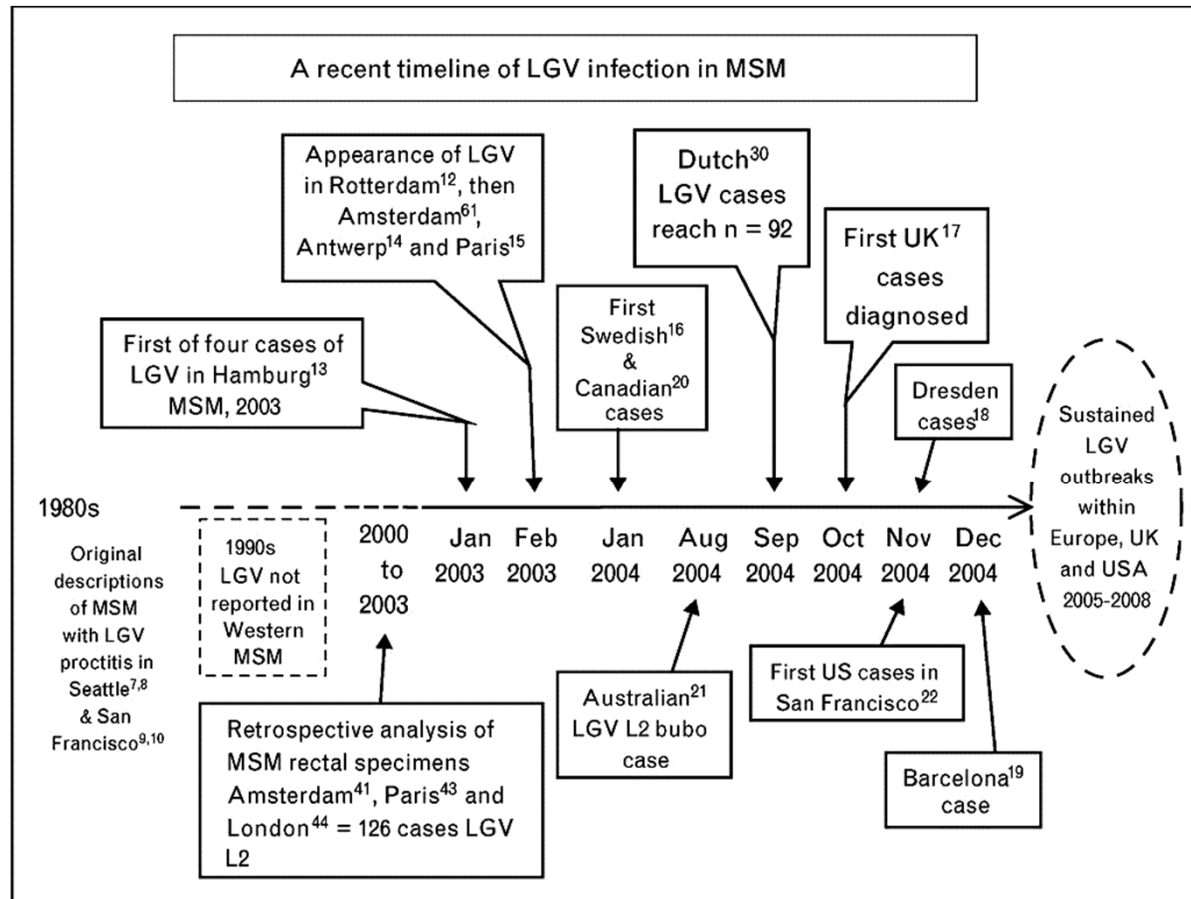 A recent timeline of LGV infection in MSM
Appearance of LGV
in Rotterdam¹², then
Amsterdam⁶¹,
Antwerp¹⁴ and Paris¹⁵
Dutch³⁰
LGV cases
reach n = 92
First UK¹⁷
cases
diagnosed
First of four cases of
LGV in Hamburg¹³
MSM, 2003
First
Swedish¹⁶
&
Canadian²⁰
cases
Dresden
cases¹⁸
Sustained
LGV
outbreaks
within
Europe, UK
and USA
2005-2008
1980s
Original
descriptions
of MSM
with LGV
proctitis in
Seattle⁷,⁸
& San
Francisco⁹,¹⁰
1990s
LGV not
reported in
Western
MSM
2000
to
2003
Jan
2003
Feb
2003
Jan
2004
Aug
2004
Sep
2004
Oct
2004
Nov
2004
Dec
2004
Retrospective analysis of
MSM rectal specimens
Amsterdam⁴¹, Paris⁴³ and
London⁴⁴ = 126 cases LGV
L2
Australian²¹
LGV L2 bubo
case
First US cases in
San Francisco²²
Barcelona¹⁹
case